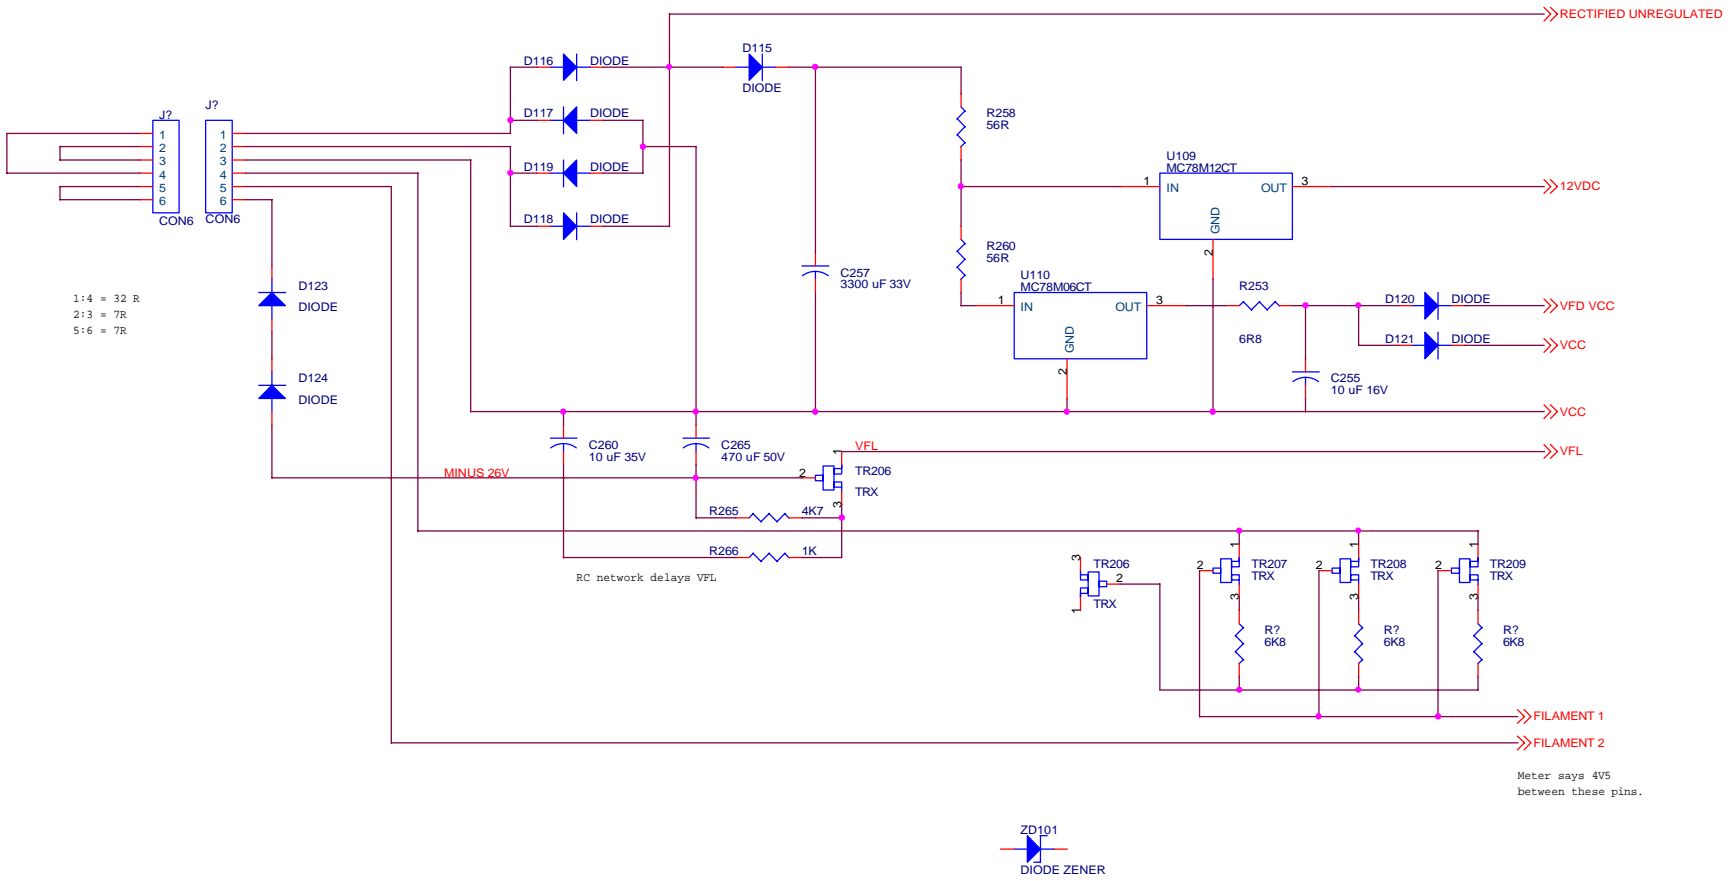 RECTIFIED UNREGULATED
D115
DIODE
D116
DIODE
D117
DIODE
D119
DIODE
D118
DIODE
J?
1
2
3
4
5
6
CON6
J?
1
2
3
4
5
6
CON6
R258
56R
U109
MC78M12CT
1
IN
OUT
3
GND
2
12VDC
R260
56R
U110
MC78M06CT
1
IN
OUT
3
GND
2
R253
6R8
D120
DIODE
VFD VCC
D121
DIODE
VCC
C257
3300 uF 33V
C255
10 uF 16V
VCC
D123
DIODE
1:4 = 32 R
2:3 = 7R
5:6 = 7R
D124
DIODE
C260
10 uF 35V
C265
470 uF 50V
1
VFL
VFL
MINUS 26V
2
TR206
TRX
3
R265
4K7
R266
1K
RC network delays VFL
3
TR206
2
TRX
1
1
2
TR207
TRX
3
1
2
TR208
TRX
3
1
2
TR209
TRX
3
R?
6K8
R?
6K8
R?
6K8
FILAMENT 1
FILAMENT 2
Meter says 4V5
between these pins.
ZD101
DIODE ZENER